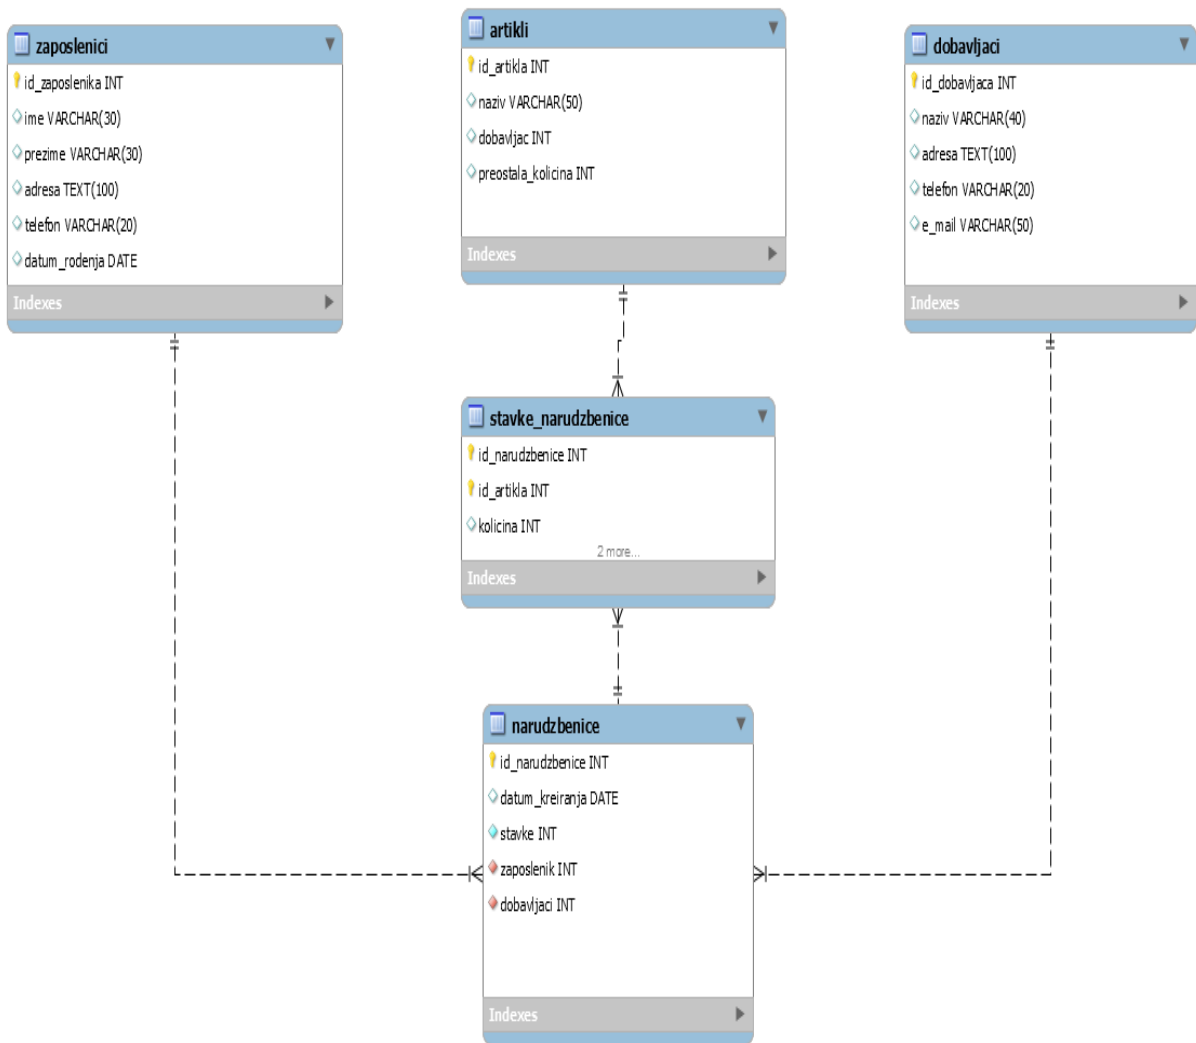 zaposlenici
id_zaposlenika INT
ime VARCHAR(30)
prezime VARCHAR(30)
adresa TEXT(100)
telefon VARCHAR(20)
datum_rodenja DATE
Indexes
artikli
id_artikla INT
naziv VARCHAR(50)
dobavljac INT
preostala_kolicina INT
Indexes
dobavljaci
id_dobavljaca INT
naziv VARCHAR(40)
adresa TEXT(100)
telefon VARCHAR(20)
e_mail VARCHAR(50)
Indexes
stavke_narudzbenice
id_narudzbenice INT
id_artikla INT
kolicina INT
2 more...
Indexes
narudzbenice
id_narudzbenice INT
datum_kreiranja DATE
stavke INT
zaposlenik INT
dobavljaci INT
Indexes